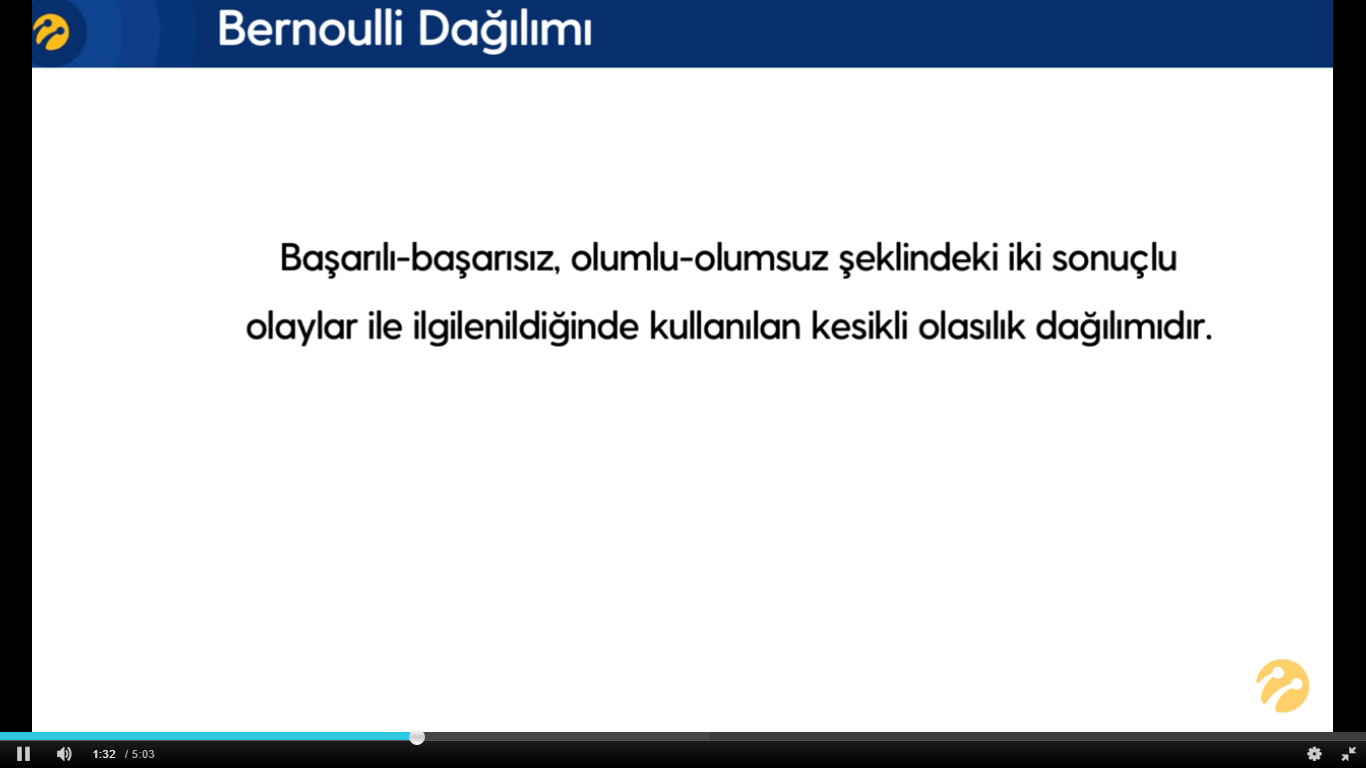 Bernoulli Dağılımı
Başarılı-başarısız, olumlu-olumsuz şeklindeki iki sonuçlu
olaylar ile ilgilenildiğinde kullanılan kesikli olasılık dağılımıdır.
1:32 / 5:03